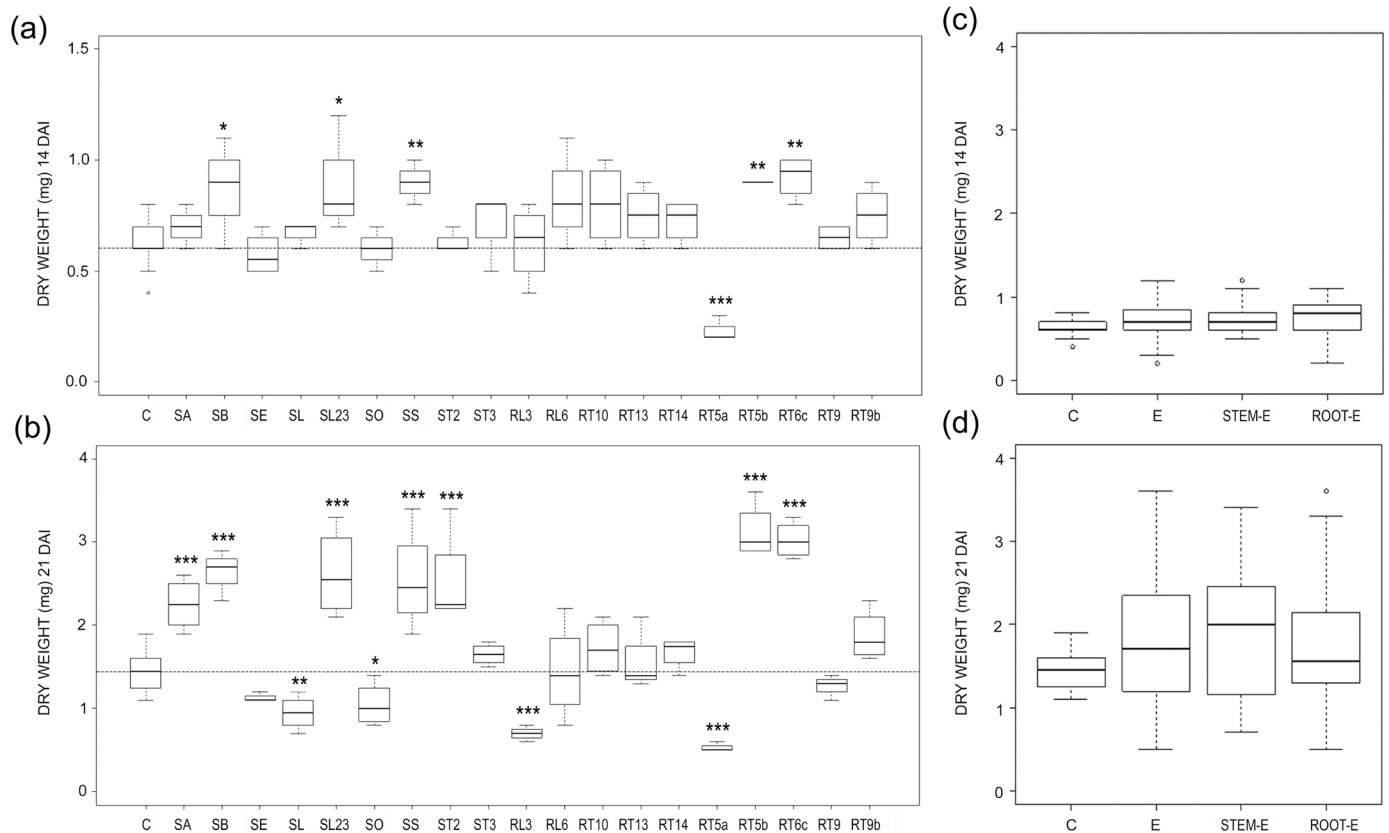 (a)
DRY WEIGHT (mg) 14 DAI
1.5
1.0
0.5
0.0
* * ** *** ** **
C SA SB SE SL SL23 SO SS ST2 ST3 RL3 RL6 RT10 RT13 RT14 RT5a RT5b RT6c RT9 RT9b
(b)
DRY WEIGHT (mg) 21 DAI
4
3
2
1
0
*** *** ** *** * *** *** *** *** *** ***
C SA SB SE SL SL23 SO SS ST2 ST3 RL3 RL6 RT10 RT13 RT14 RT5a RT5b RT6c RT9 RT9b
(c)
DRY WEIGHT (mg) 14 DAI
4
3
2
1
0
C E STEM-E ROOT-E
(d)
DRY WEIGHT (mg) 21 DAI
4
3
2
1
0
C E STEM-E ROOT-E